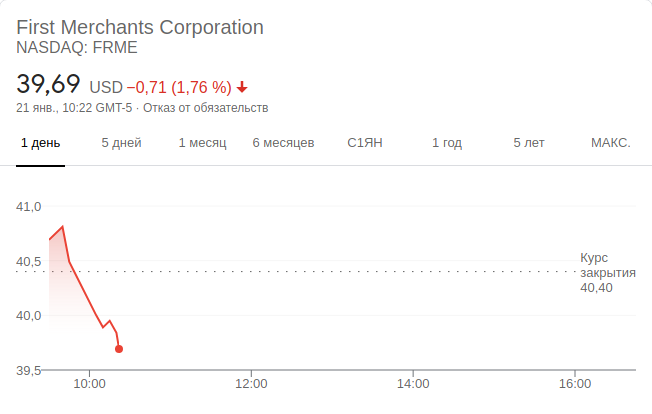 First Merchants Corporation
NASDAQ: FRME
39,69 USD −0,71 (1,76 %)
21 янв., 10:22 GMT-5 · Отказ от обязательств
1 день 5 дней 1 месяц 6 месяцев С1ЯН 1 год 5 лет МАКС.
41,0
40,5
Курс
закрытия
40,40
40,0
39,5
10:00 12:00 14:00 16:00